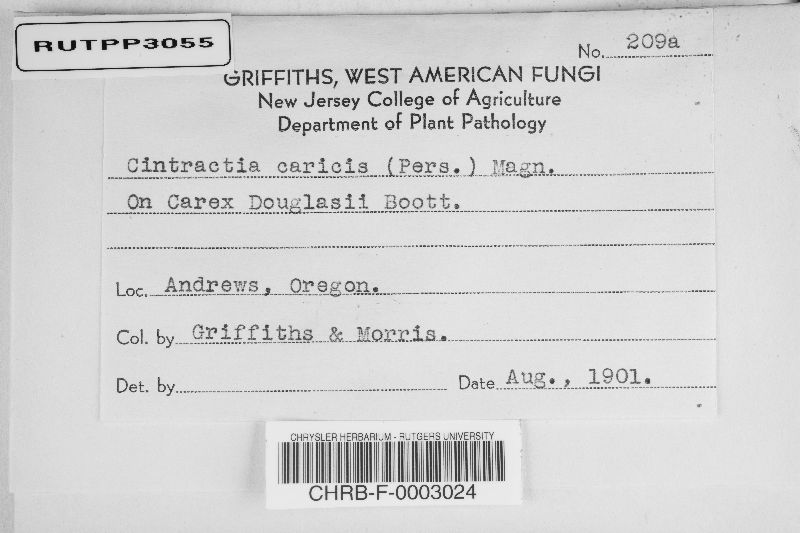 RUTPP3055
No. 209a
GRIFFITHS, WEST AMERICAN FUNGI
New Jersey College of Agriculture
Department of Plant Pathology
Cintractia caricis (Pers.) Magn.
On Carex Douglasii Boott.
Loc. Andrews, Oregon.
Col. by Griffiths & Morris.
Det. by Date Aug., 1901.
CHRYSLER HERBARIUM - RUTGERS UNIVERSITY
CHRB-F-0003024